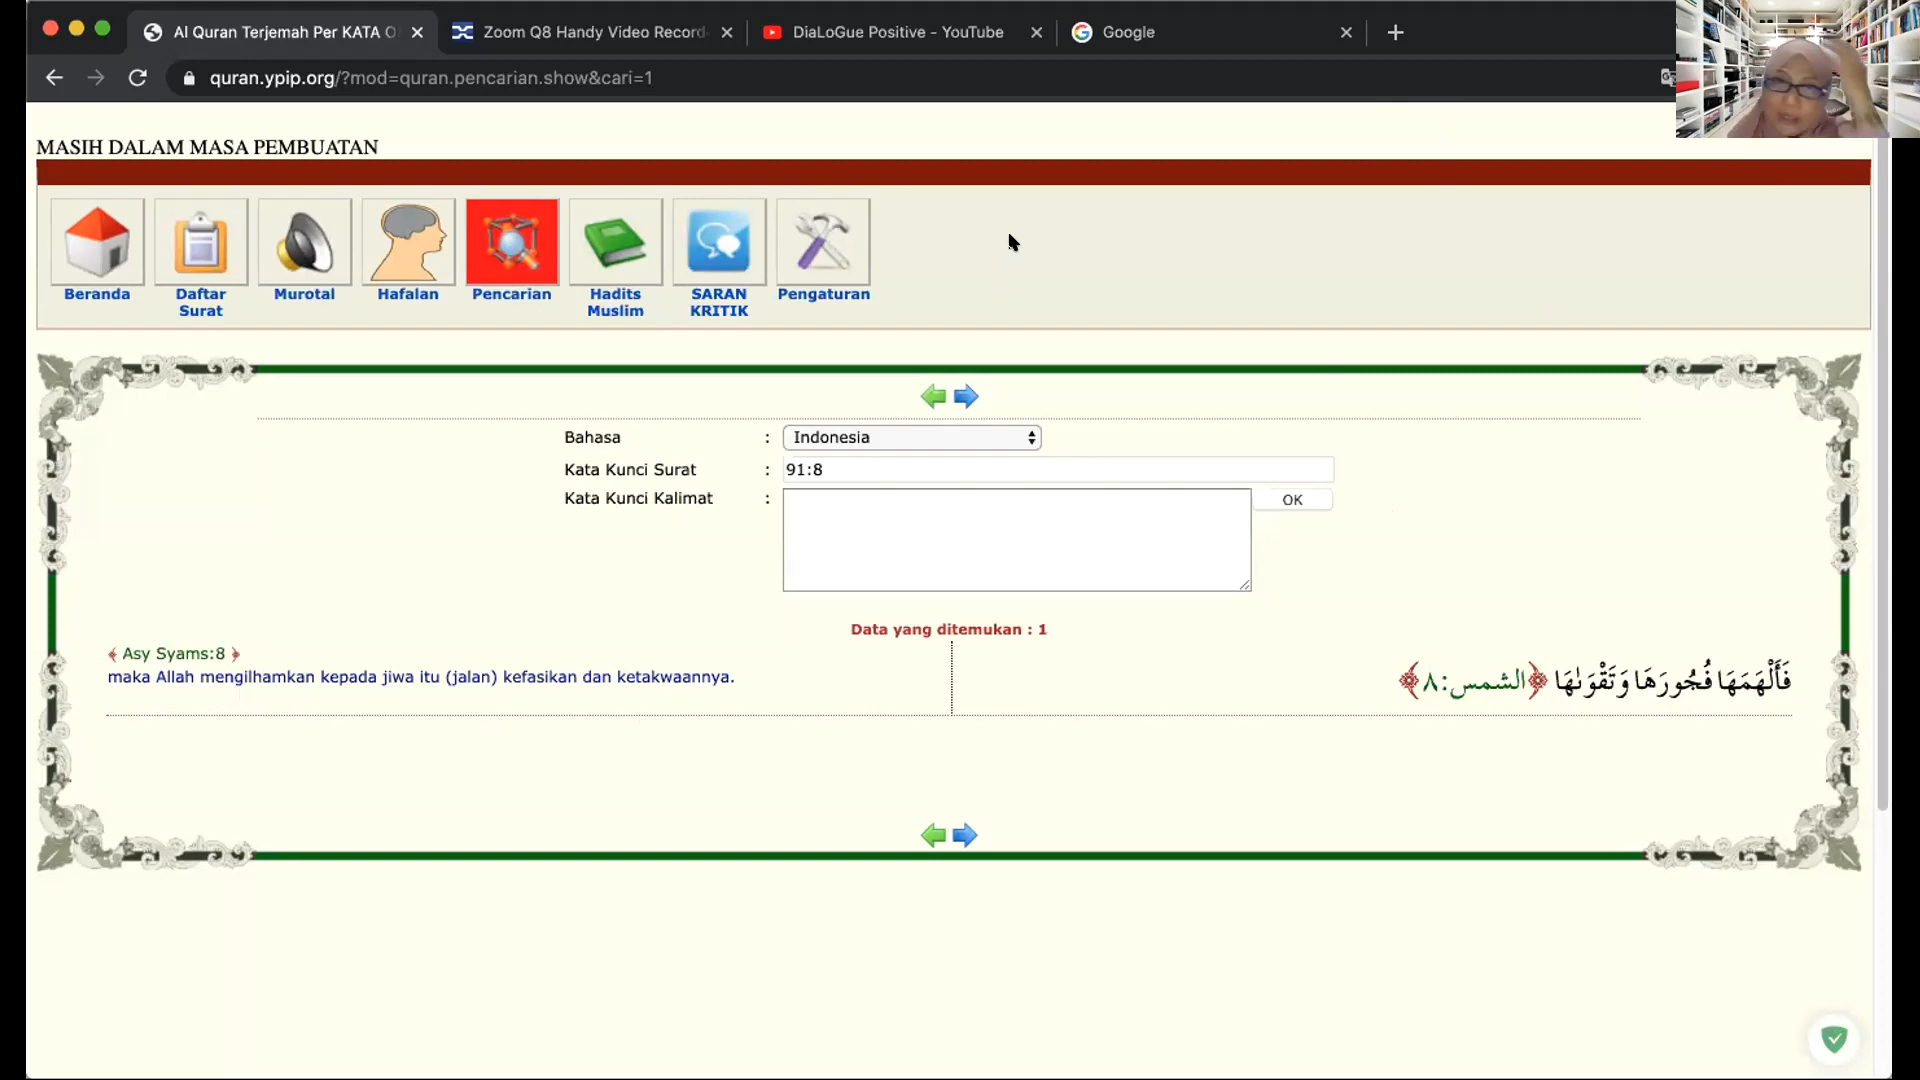 Al Quran Terjemah Per KATA O
Zoom Q8 Handy Video Record
DiaLoGue Positive - YouTube
Google
quran.ypip.org/?mod=quran.pencarian.show&cari=1
MASIH DALAM MASA PEMBUATAN
Beranda
Daftar Surat
Murotal
Hafalan
Pencarian
Hadits Muslim
SARAN KRITIK
Pengaturan
Bahasa : Indonesia
Kata Kunci Surat : 91:8
Kata Kunci Kalimat :
OK
Data yang ditemukan : 1
﴾ Asy Syams:8 ﴿
maka Allah mengilhamkan kepada jiwa itu (jalan) kefasikan dan ketakwaannya.
فَأَلْهَمَهَا فُجُورَهَا وَتَقْوَىٰهَا ﴿الشمس:٨﴾